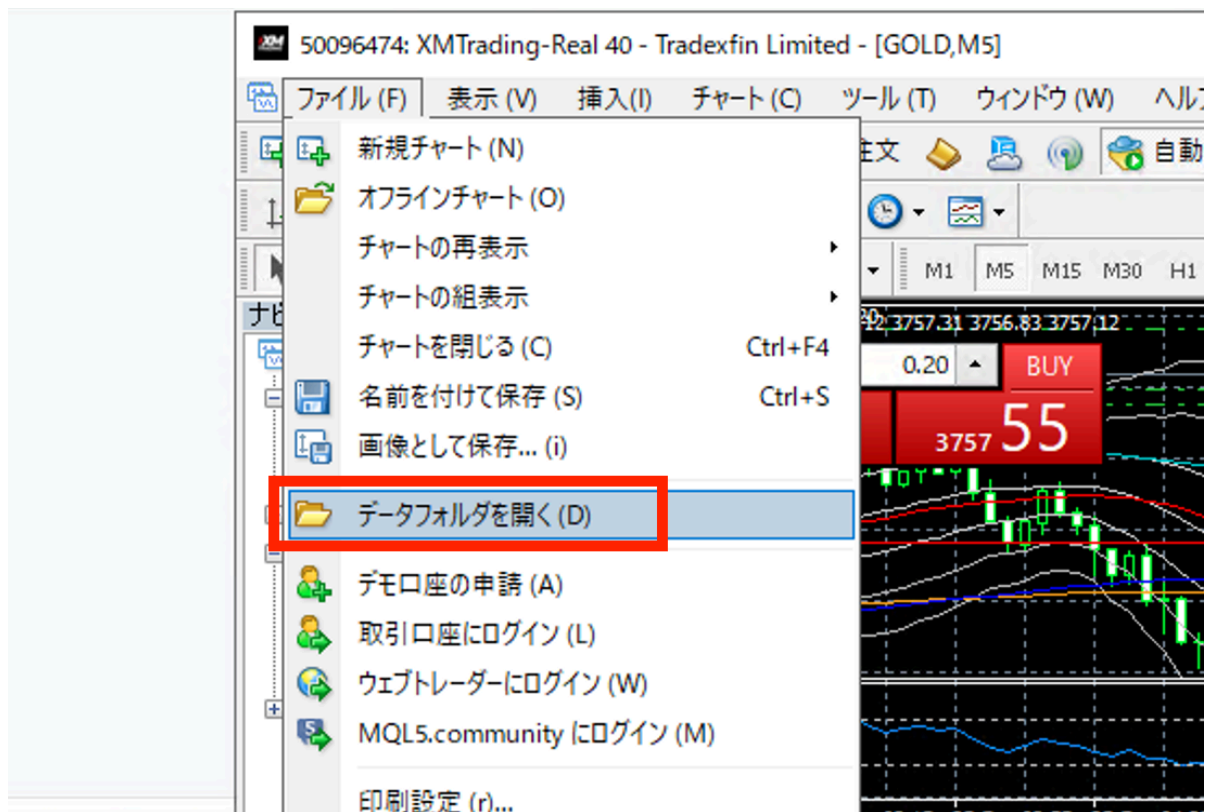 XM
50096474: XMTrading-Real 40 - Tradexfin Limited - [GOLD,M5]
ファイル (F) 表示 (V) 挿入(I) チャート (C) ツール (T) ウィンドウ (W)
新規チャート (N)
オフラインチャート (O)
チャートの再表示
チャートの組表示
チャートを閉じる (C) Ctrl+F4
名前を付けて保存 (S) Ctrl+S
画像として保存... (i)
データフォルダを開く (D)
デモ口座の申請 (A)
取引口座にログイン (L)
ウェブトレーダーにログイン (W)
MQL5.community にログイン (M)
印刷設定 (r)...
注文 自動
M1 M5 M15 M30 H1
ナビ
3757.31 3756.83 3757.12
0.20 BUY
3757 55